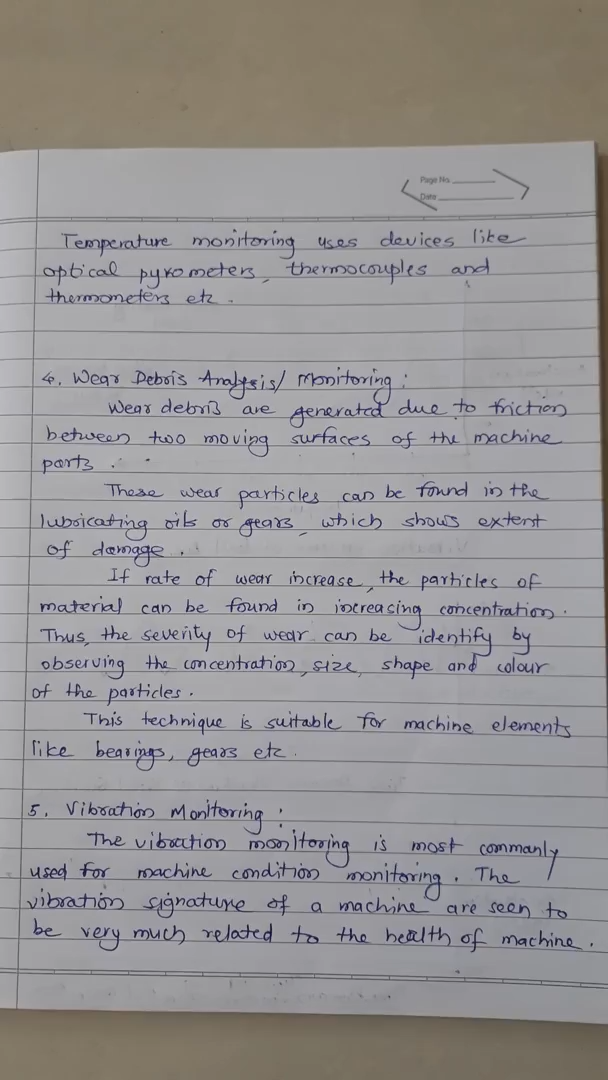 Page No.
Date
Temperature monitoring uses devices like
optical pyrometers, thermocouples and
thermometers etc.
4. Wear Debris Analysis/ Monitoring:
Wear debris are generated due to friction
between two moving surfaces of the machine
parts.
These wear particles can be found in the
lubricating oils or gears, which shows extent
of damage.
If rate of wear increase, the particles of
material can be found in increasing concentration.
Thus, the severity of wear can be identify by
observing the concentration, size, shape and colour
of the particles.
This technique is suitable for machine elements
like bearings, gears etc.
5. Vibration Monitoring:
The vibration monitoring is most commanly
used for machine condition monitoring. The
vibration signature of a machine are seen to
be very much related to the health of machine.